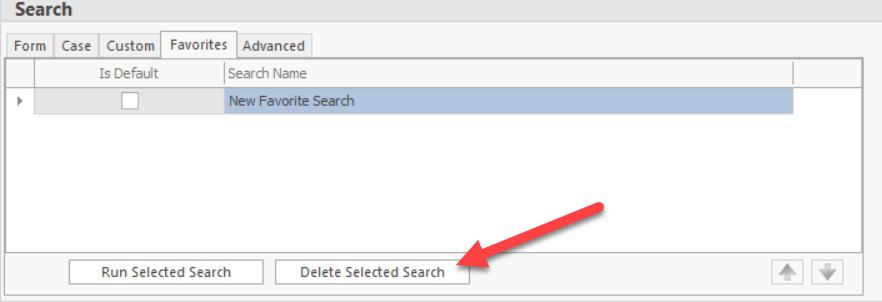 Search
Form Case Custom Favorites Advanced
Is Default Search Name
New Favorite Search
Run Selected Search Delete Selected Search